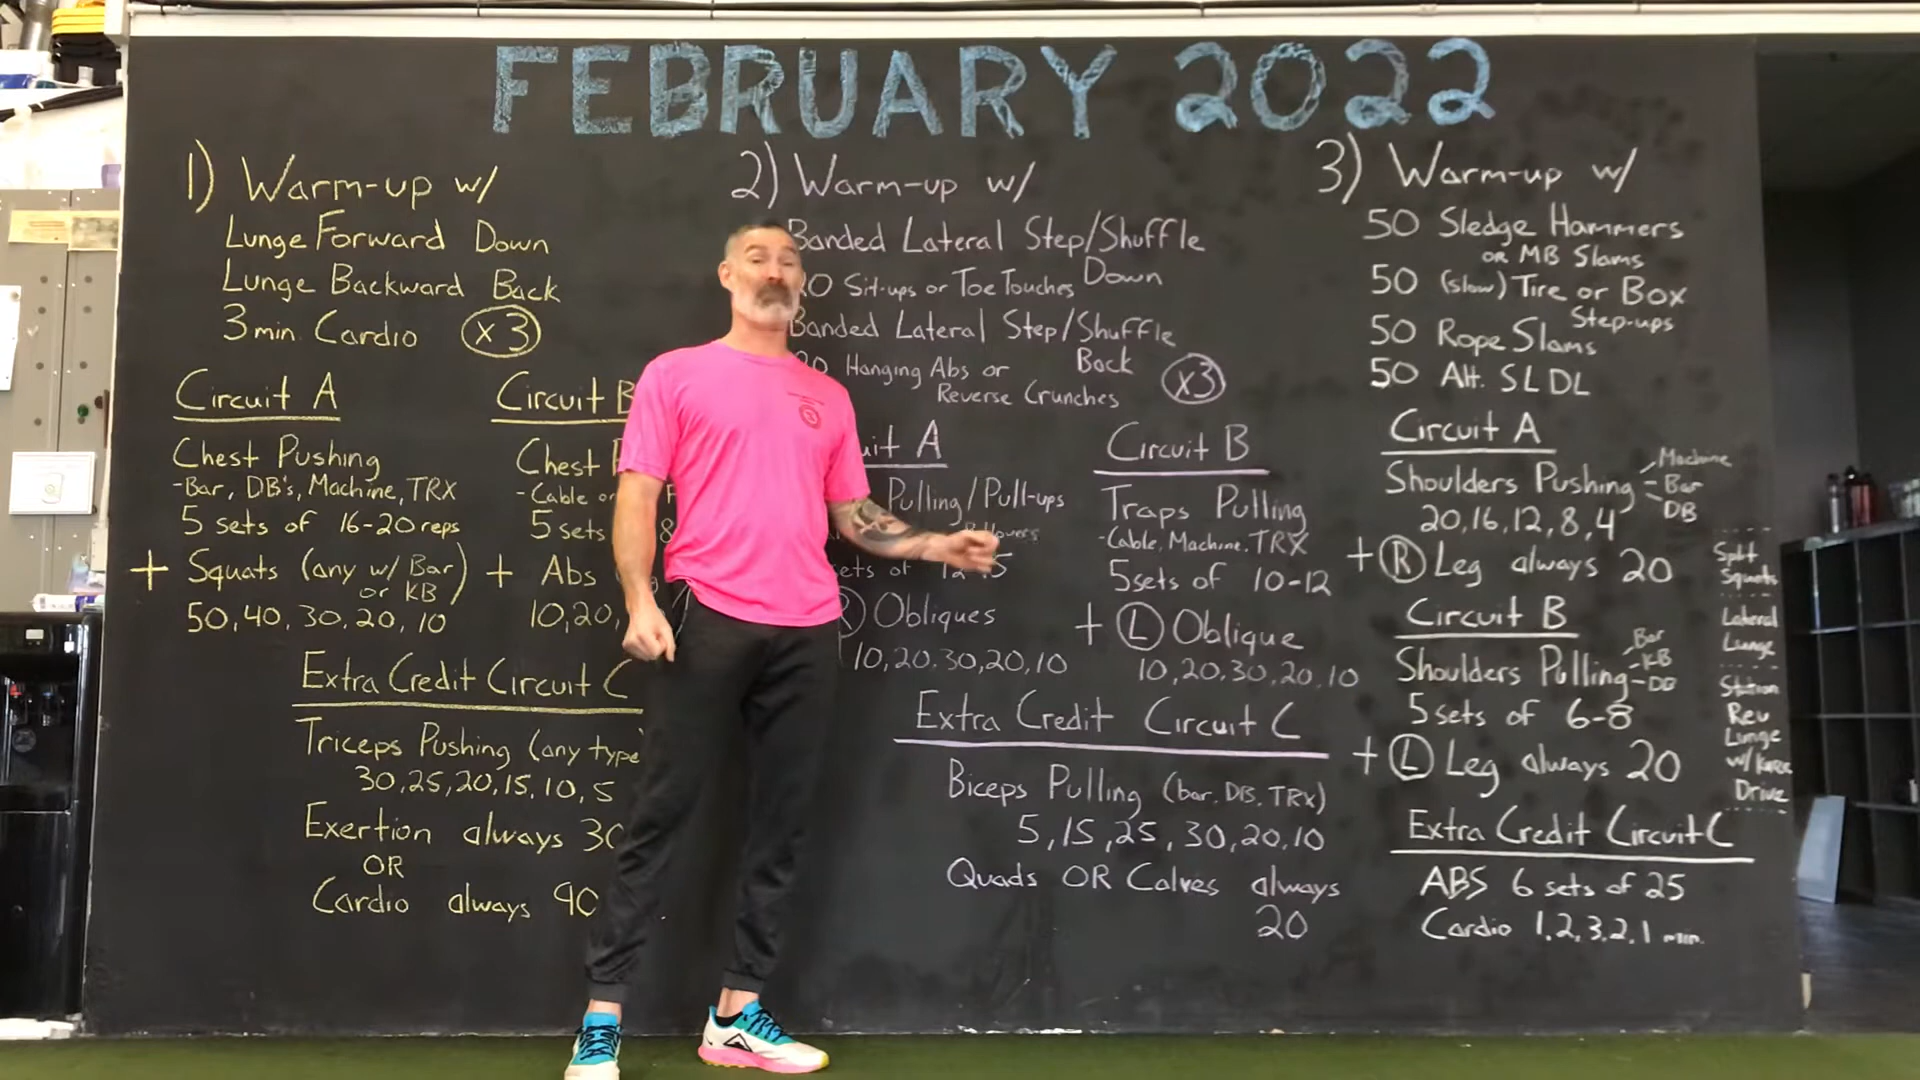 FEBRUARY 2022
1) Warm-up w/
Lunge Forward Down
Lunge Backward Back
3 min Cardio x3
Circuit A
Chest Pushing
-Bar, DB's, Machine, TRX
5 sets of 16-20 reps
+ Squats (any w/ Bar
or KB)
50, 40, 30, 20, 10
Circuit B
Chest
-Cable or
5 sets
+ Abs
10, 20,
Extra Credit Circuit C
Triceps Pushing (any type
30, 25, 20, 15, 10, 5
Exertion always 30
OR
Cardio always 90
2) Warm-up w/
Banded Lateral Step/Shuffle
Down
Sit-ups or Toe Touches
Banded Lateral Step/Shuffle
Back
Hanging Abs or
Reverse Crunches x3
A
Pulling/Pull-ups
sets of
Obliques
10, 20, 30, 20, 10
Circuit B
Traps Pulling
-Cable, Machine, TRX
5 sets of 10-12
+ L Oblique
10, 20, 30, 20, 10
Extra Credit Circuit C
Biceps Pulling (bar, DB, TRX)
5, 15, 25, 30, 20, 10
Quads OR Calves always
20
3) Warm-up w/
50 Sledge Hammers
OR MB Slams
50 (slow) Tire or Box
Step-ups
50 Rope Slams
50 Alt. SLDL
Circuit A
Shoulders Pushing
-Machine
-Bar
-DB
20, 16, 12, 8, 4
+ R Leg always 20
Circuit B
Shoulders Pulling
-Bar
-KB
-DB
5 sets of 6-8
+ L Leg always 20
Split
Squats
Lateral
Lunge
Station
Rev
Lunge
w/ Knee
Drive
Extra Credit Circuit C
ABS 6 sets of 25
Cardio 1, 2, 3, 2, 1 min.